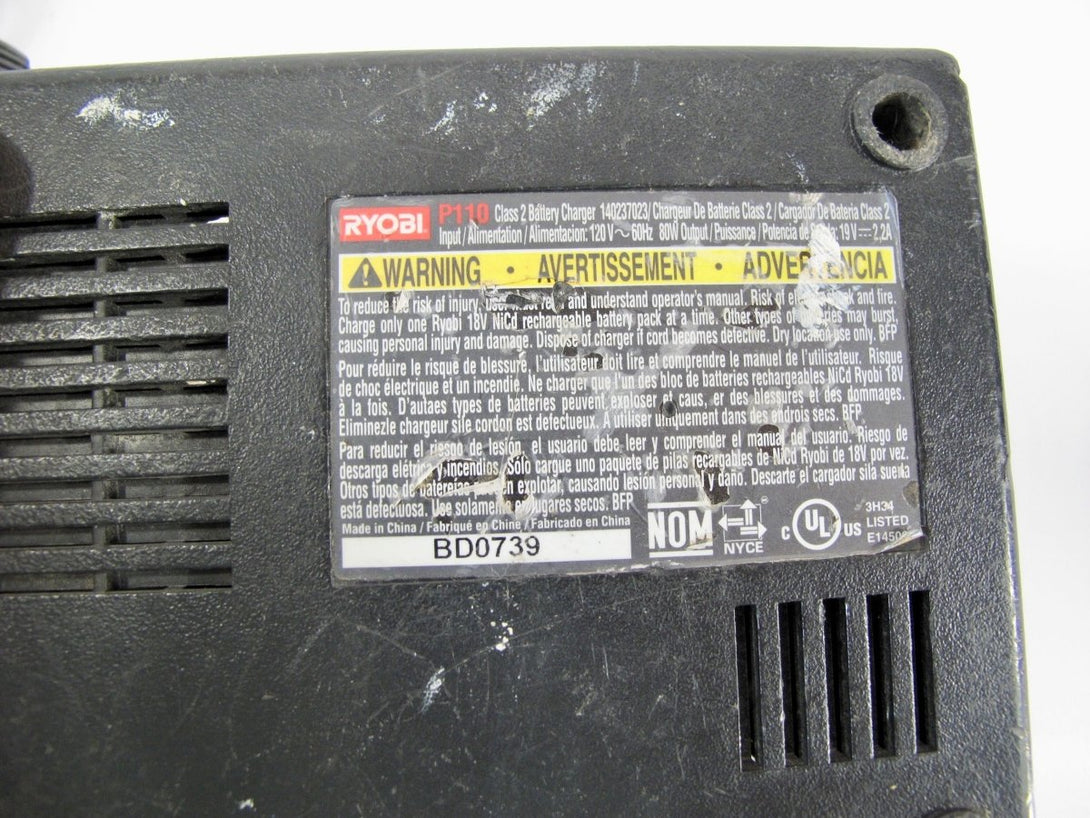 RYOBI P110 Class 2 Battery Charger 140237023/ Chargeur De Batterie Class 2 / Cargador De Bateria Class 2
Input / Alimentation / Alimentacion: 120 V ~ 60Hz 80W Output / Puissance / Potencia de 19 V ⎓ 2,2A
WARNING • AVERTISSEMENT • ADVERTENCIA
To reduce the risk of injury, user must read and understand operator's manual. Risk of shock and fire.
Charge only one Ryobi 18V NiCd rechargeable battery pack at a time. Other types of batteries may burst
causing personal injury and damage. Dispose of charger if cord becomes defective. Dry location use only. BFP
Pour réduire le risque de blessure, l'utilisateur doit lire et comprendre le manuel de l'utilisateur. Risque
de choc électrique et un incendie. Ne charger que l'un des bloc de batteries rechargeables NiCd Ryobi 18V
à la fois. D'autaes types de batteries peuvent exploser et caus er des blessures et des dommages.
Eliminezle chargeur sile cordon est defectueux. A utiliser uniquement dans des endrois secs. BFP
Para reducir el riesgo de lesión, el usuario debe leer y comprender el manual del usuario. Riesgo de
descarga elétrica y incendios. Sólo cargue uno paquete de pilas recargables de NiCd Ryobi de 18V por vez.
Otros tipos de batereías explotar, causando lesión personal y daño. Descarte el cargador sila suena
está defectuosa. Use solamente en lugares secos. BFP
Made in China / Fabriqué en Chine / Fabricado en China
BD0739
NOM
NYCE
C UL US
3H34
LISTED